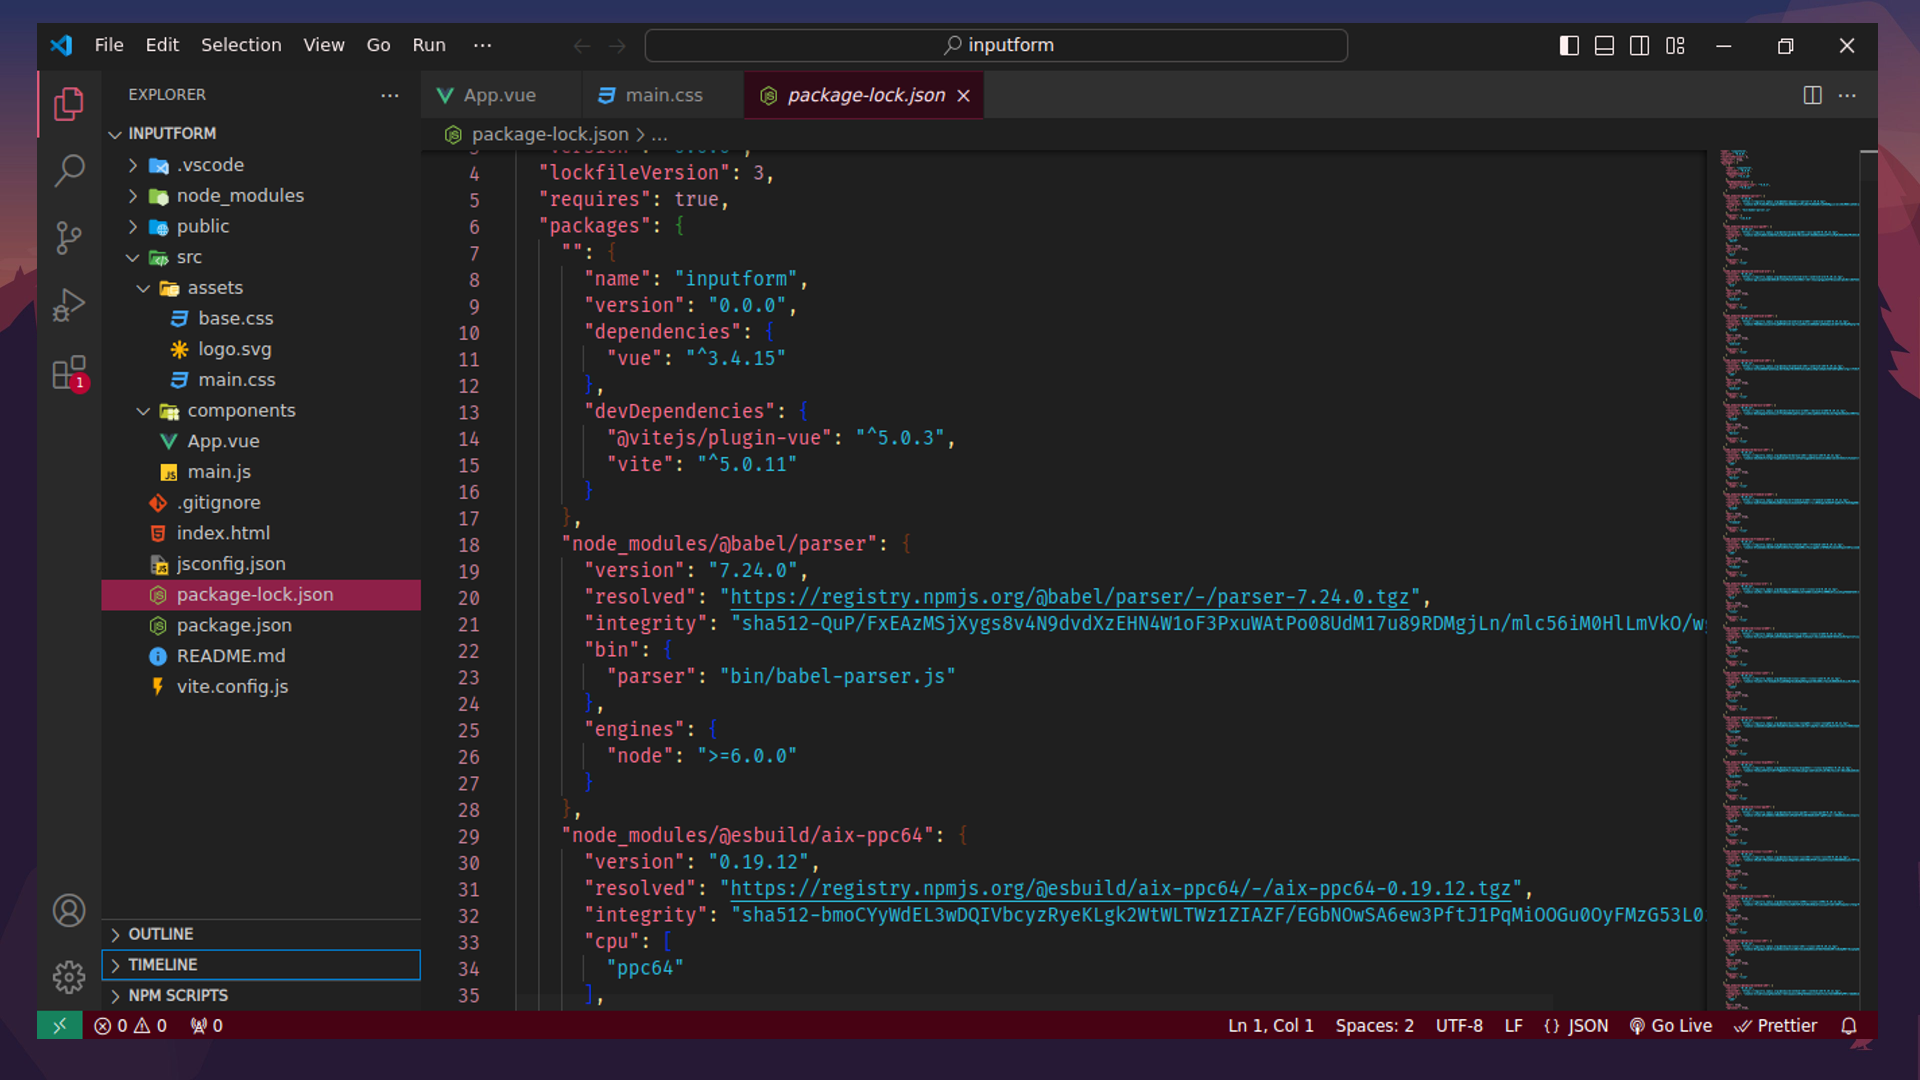 File Edit Selection View Go Run ···
inputform
EXPLORER
INPUTFORM
.vscode
node_modules
public
src
assets
base.css
logo.svg
main.css
components
App.vue
main.js
.gitignore
index.html
jsconfig.json
package-lock.json
package.json
README.md
vite.config.js
OUTLINE
TIMELINE
NPM SCRIPTS
1
App.vue main.css package-lock.json
package-lock.json > ...
4 "lockfileVersion": 3,
5 "requires": true,
6 "packages": {
7 "": {
8 "name": "inputform",
9 "version": "0.0.0",
10 "dependencies": {
11 "vue": "^3.4.15"
12 },
13 "devDependencies": {
14 "@vitejs/plugin-vue": "^5.0.3",
15 "vite": "^5.0.11"
16 }
17 },
18 "node_modules/@babel/parser": {
19 "version": "7.24.0",
20 "resolved": "https://registry.npmjs.org/@babel/parser/-/parser-7.24.0.tgz",
21 "integrity": "sha512-QuP/FxEAzMSjXygs8v4N9dvdXzEHN4W1oF3PxuWAtPo08UdM17u89RDMgjLn/mlc56iM0HlLmVkO/w
22 "bin": {
23 "parser": "bin/babel-parser.js"
24 },
25 "engines": {
26 "node": ">=6.0.0"
27 }
28 },
29 "node_modules/@esbuild/aix-ppc64": {
30 "version": "0.19.12",
31 "resolved": "https://registry.npmjs.org/@esbuild/aix-ppc64/-/aix-ppc64-0.19.12.tgz",
32 "integrity": "sha512-bmoCYyWdEL3wDQIVbcyzRyeKLgk2WtWLTWz1ZIAZF/EGbNOwSA6ew3PftJ1PqMiOOGu0OyFMzG53L0
33 "cpu": [
34 "ppc64"
35 ],
0 0 0
Ln 1, Col 1 Spaces: 2 UTF-8 LF {} JSON Go Live Prettier